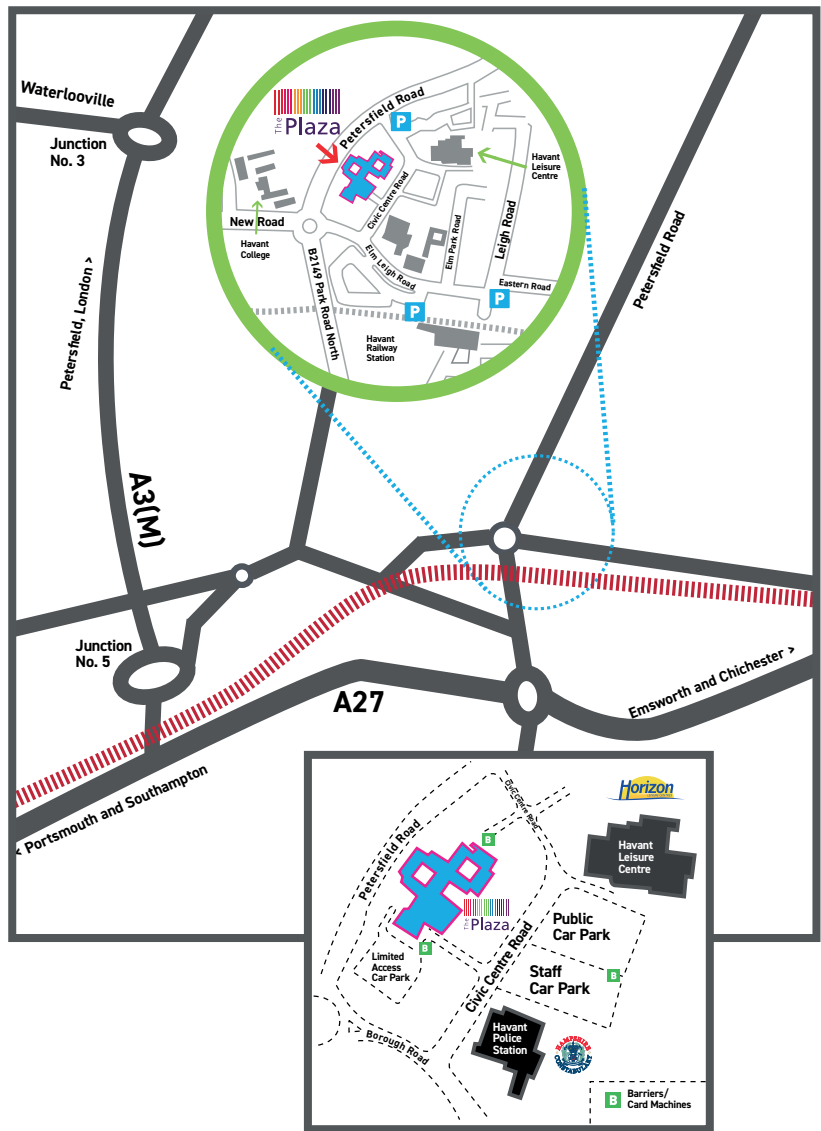 Waterlooville
Junction
No. 3
Petersfield, London >
A3(M)
The
Plaza
Petersfield Road
P
Havant
Leisure
Centre
Civic Centre Road
New Road
Havant
College
B2149 Park Road North
Elm Leigh Road
Elm Park Road
Leigh Road
Eastern Road
P
P
Havant
Railway
Station
Petersfield Road
Junction
No. 5
A27
Emsworth and Chichester >
< Portsmouth and Southampton
Horizon
Civic Centre Road
Petersfield Road
B
Havant
Leisure
Centre
The
Plaza
Public
Car Park
B
Limited
Access
Car Park
Civic Centre Road
Staff
Car Park
B
Borough Road
Havant
Police
Station
HAMPSHIRE
CONSTABULARY
B
Barriers/
Card Machines